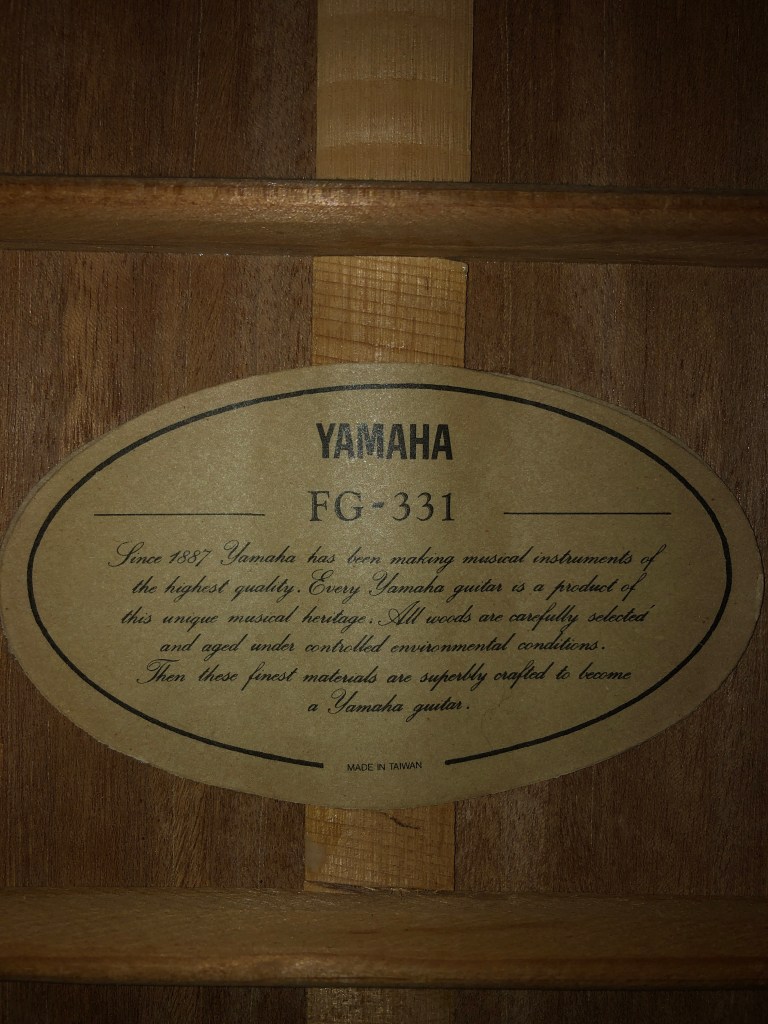 YAMAHA
FG-331
Since 1887 Yamaha has been making musical instruments of
the highest quality. Every Yamaha guitar is a product of
this unique musical heritage. All woods are carefully selected
and aged under controlled environmental conditions.
Then these finest materials are superbly crafted to become
a Yamaha guitar.
MADE IN TAIWAN